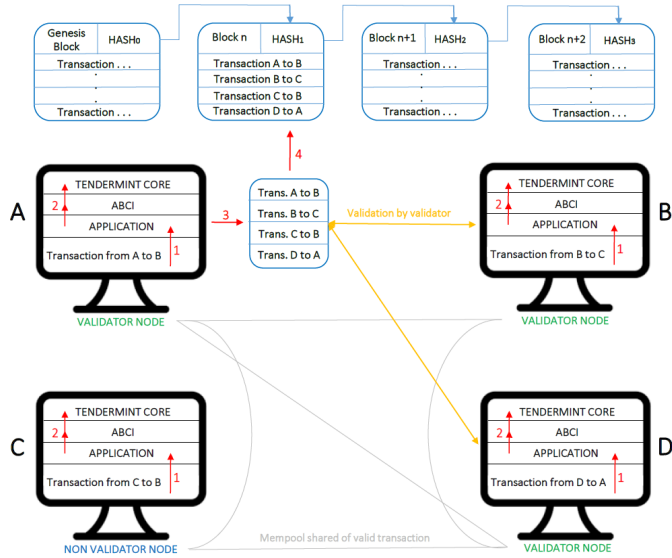 Genesis Block
HASH₀
Transaction . . .
.
.
.
Transaction . . .
Block n
HASH₁
Transaction A to B
Transaction B to C
Transaction C to B
Transaction D to A
Block n+1
HASH₂
Transaction . . .
.
.
.
Transaction . . .
Block n+2
HASH₃
Transaction . . .
.
.
.
Transaction . . .
4
A
TENDERMINT CORE
2
ABCI
APPLICATION
1
Transaction from A to B
VALIDATOR NODE
3
Trans. A to B
Trans. B to C
Trans. C to B
Trans. D to A
Validation by validator
B
TENDERMINT CORE
2
ABCI
APPLICATION
1
Transaction from B to C
VALIDATOR NODE
C
TENDERMINT CORE
2
ABCI
APPLICATION
1
Transaction from C to B
NON VALIDATOR NODE
Mempool shared of valid transaction
D
TENDERMINT CORE
2
ABCI
APPLICATION
1
Transaction from D to A
VALIDATOR NODE